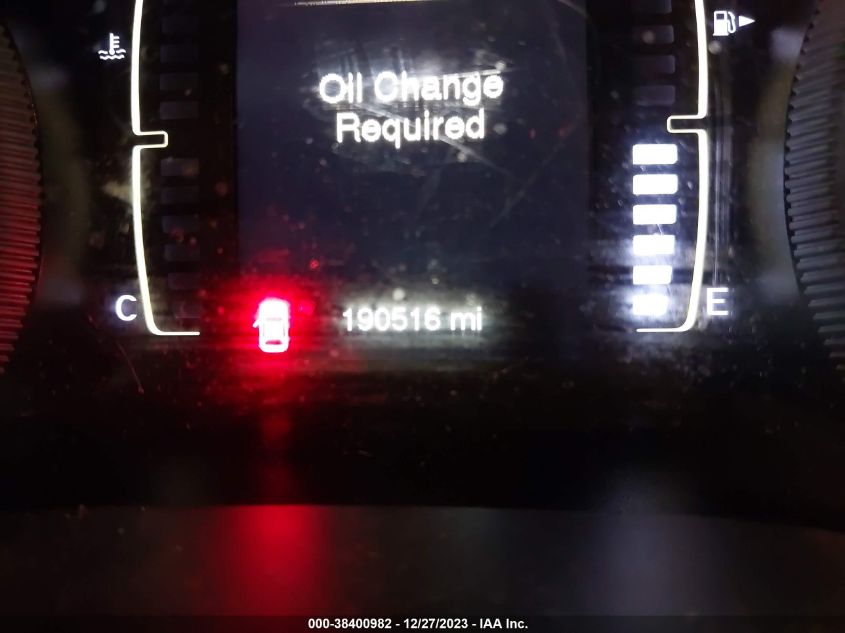 Oil Change
Required
C
E
190516 mi
000-38400982 - 12/27/2023 - IAA Inc.